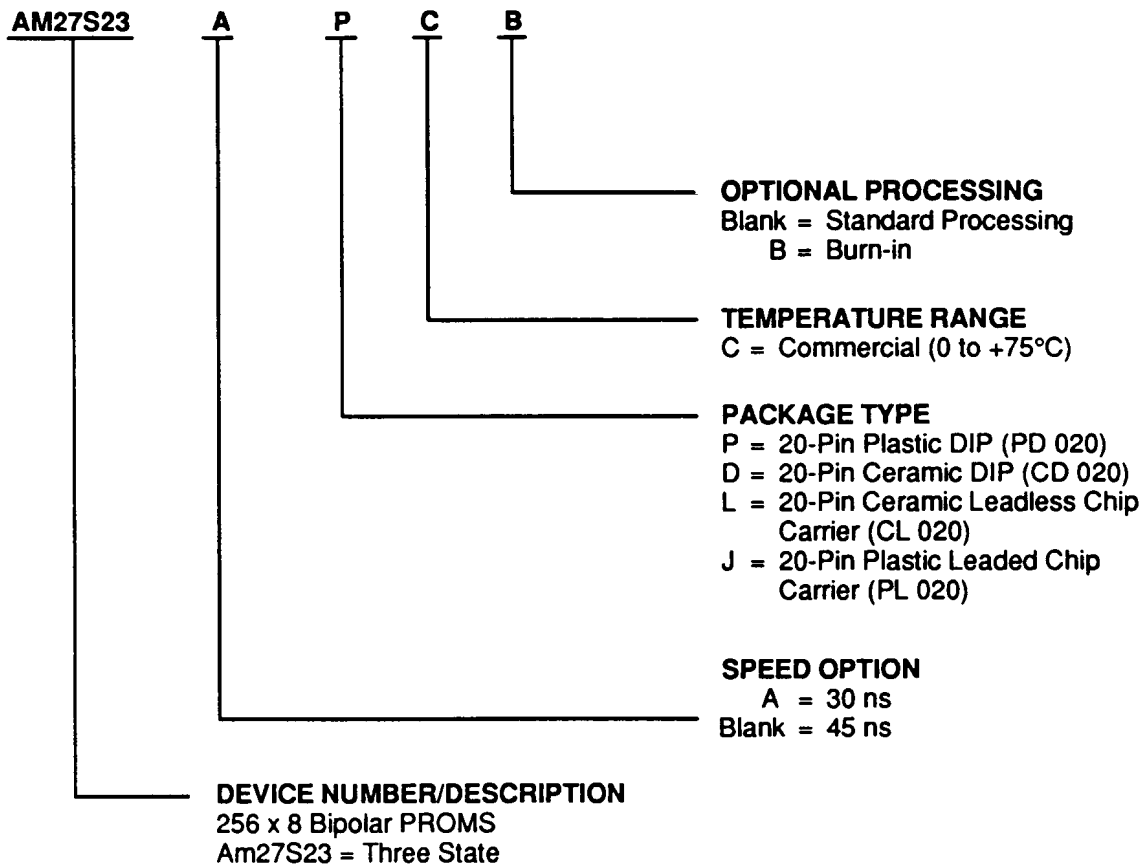 AM27S23 A P C B
OPTIONAL PROCESSING
Blank = Standard Processing
B = Burn-in
TEMPERATURE RANGE
C = Commercial (0 to +75°C)
PACKAGE TYPE
P = 20-Pin Plastic DIP (PD 020)
D = 20-Pin Ceramic DIP (CD 020)
L = 20-Pin Ceramic Leadless Chip
Carrier (CL 020)
J = 20-Pin Plastic Leaded Chip
Carrier (PL 020)
SPEED OPTION
A = 30 ns
Blank = 45 ns
DEVICE NUMBER/DESCRIPTION
256 x 8 Bipolar PROMS
Am27S23 = Three State